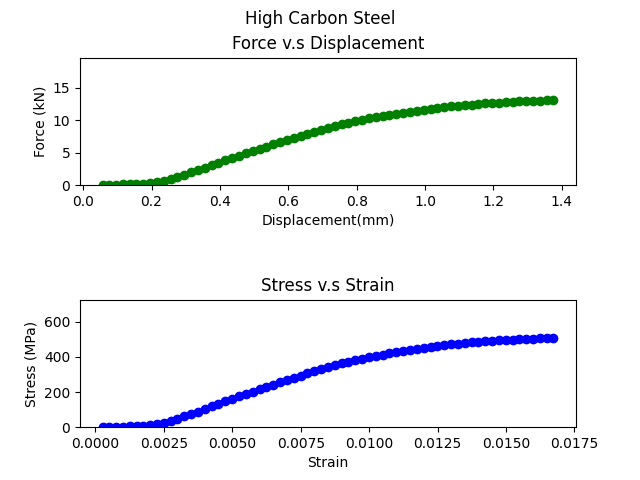 High Carbon Steel
Force v.s Displacement
Force (kN)
15
10
5
0
0.0 0.2 0.4 0.6 0.8 1.0 1.2 1.4
Displacement(mm)
Stress v.s Strain
Stress (MPa)
600
400
200
0
0.0000 0.0025 0.0050 0.0075 0.0100 0.0125 0.0150 0.0175
Strain